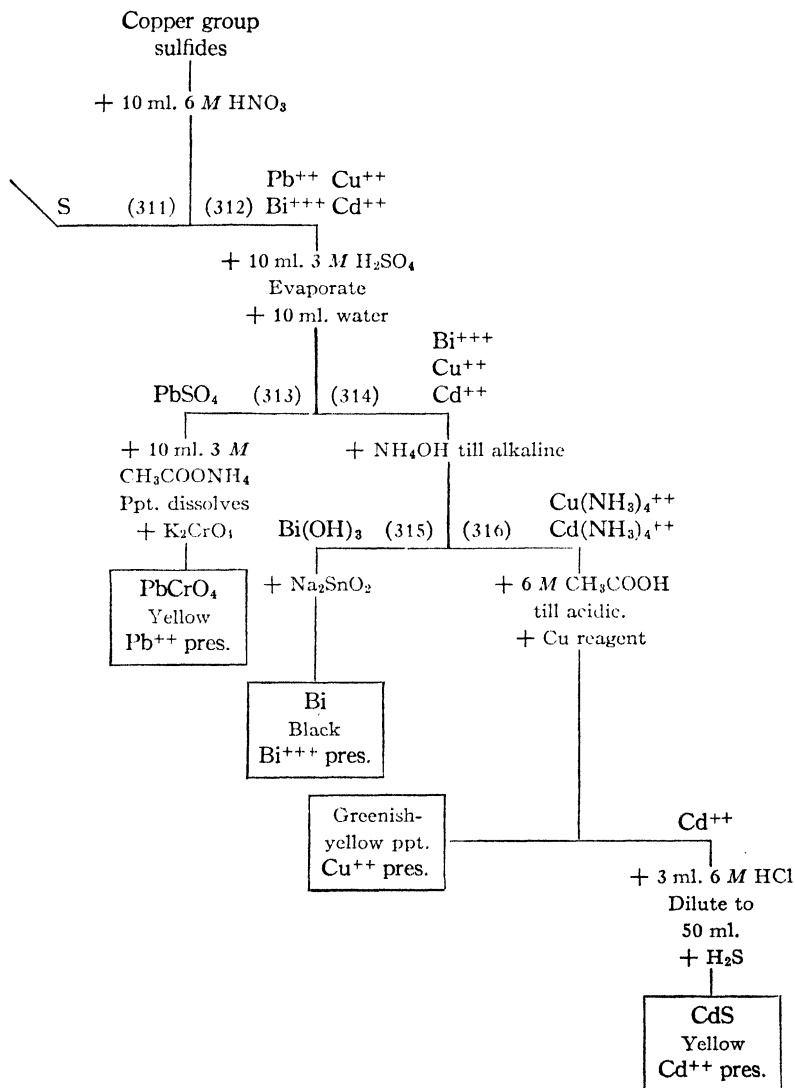 Copper group
sulfides
+ 10 ml. 6 M HNO₃
Pb⁺⁺ Cu⁺⁺
S (311) (312) Bi⁺⁺⁺ Cd⁺⁺
+ 10 ml. 3 M H₂SO₄
Evaporate
+ 10 ml. water
Bi⁺⁺⁺
Cu⁺⁺
PbSO₄ (313) (314) Cd⁺⁺
+ 10 ml. 3 M
CH₃COONH₄
Ppt. dissolves
+ K₂CrO₄
PbCrO₄
Yellow
Pb⁺⁺ pres.
+ NH₄OH till alkaline
Cu(NH₃)₄⁺⁺
Bi(OH)₃ (315) (316) Cd(NH₃)₄⁺⁺
+ Na₂SnO₂
Bi
Black
Bi⁺⁺⁺ pres.
+ 6 M CH₃COOH
till acidic.
+ Cu reagent
Greenish-
yellow ppt.
Cu⁺⁺ pres.
Cd⁺⁺
+ 3 ml. 6 M HCl
Dilute to
50 ml.
+ H₂S
CdS
Yellow
Cd⁺⁺ pres.